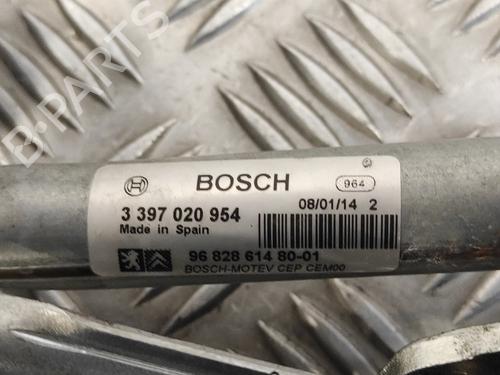 BOSCH
964
08/01/14 2
3 397 020 954
Made in Spain
96 828 614 80-01
BOSCH-MOTEV CEP CEM00
B-PARTS